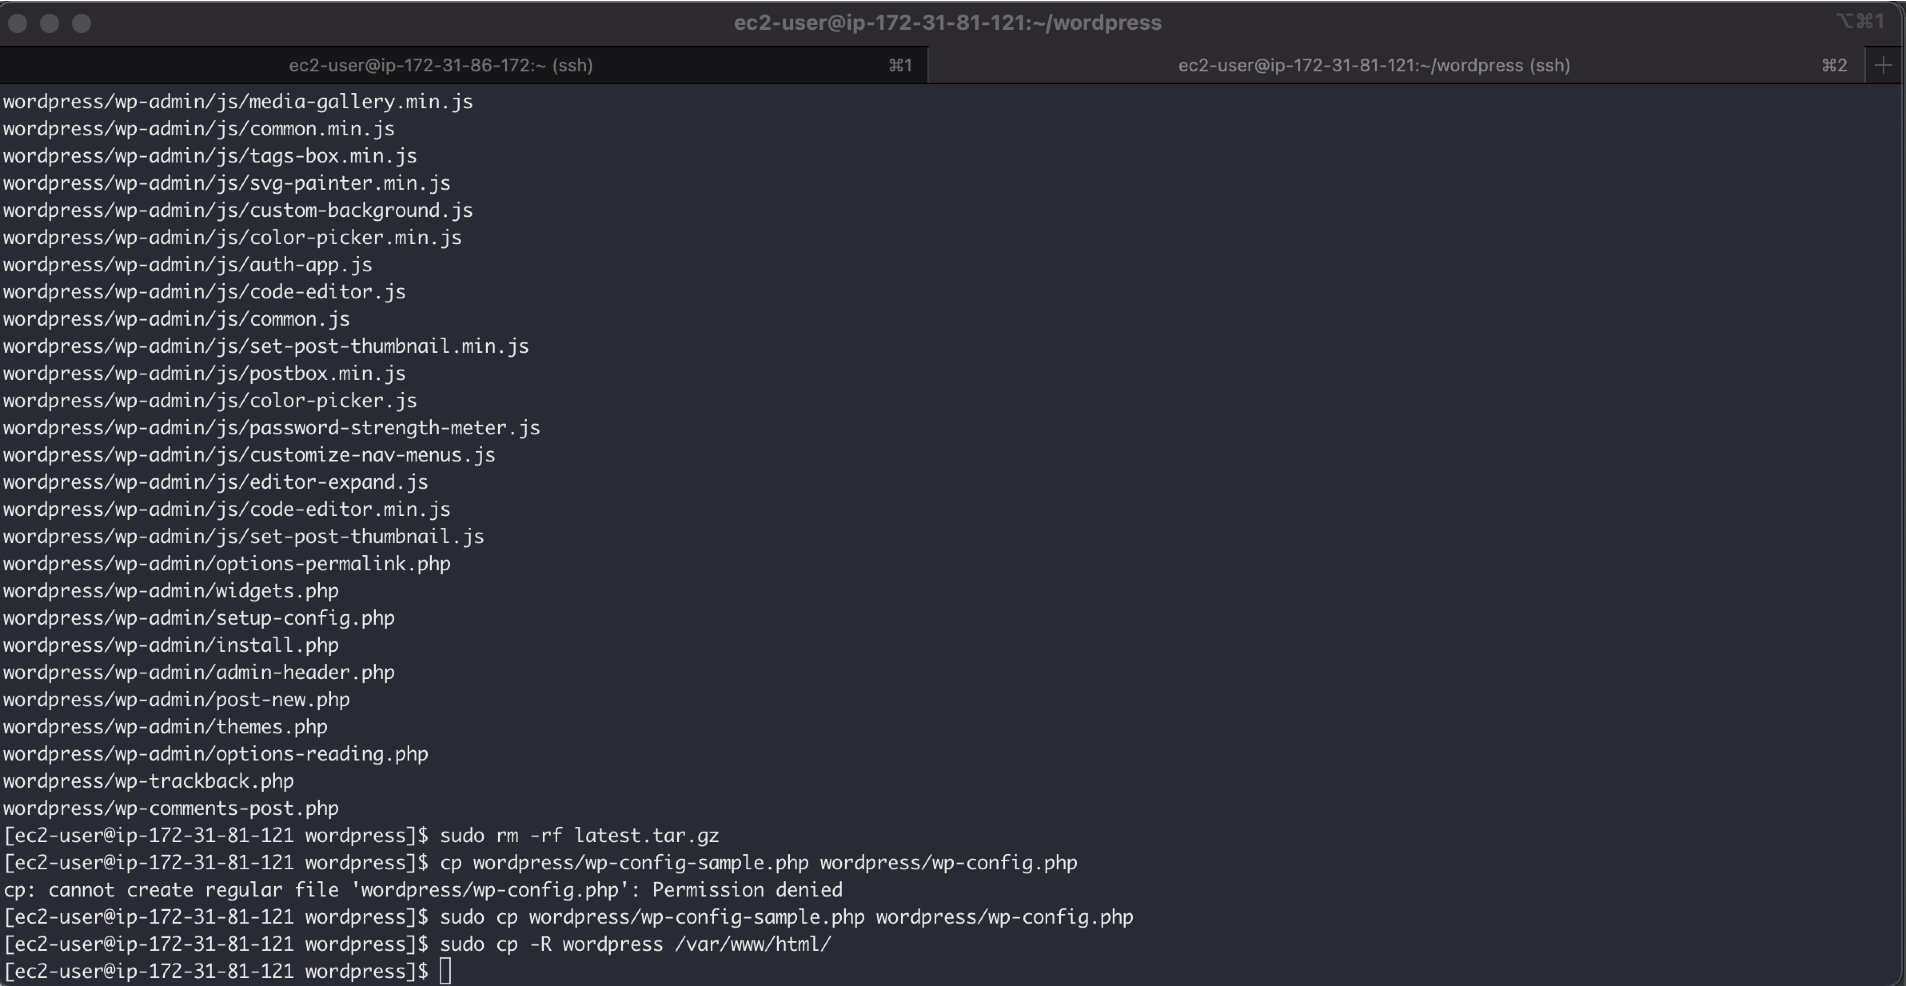 ec2-user@ip-172-31-81-121:~/wordpress
⌥⌘1
ec2-user@ip-172-31-86-172:~ (ssh)
⌘1
ec2-user@ip-172-31-81-121:~/wordpress (ssh)
⌘2
+
wordpress/wp-admin/js/media-gallery.min.js
wordpress/wp-admin/js/common.min.js
wordpress/wp-admin/js/tags-box.min.js
wordpress/wp-admin/js/svg-painter.min.js
wordpress/wp-admin/js/custom-background.js
wordpress/wp-admin/js/color-picker.min.js
wordpress/wp-admin/js/auth-app.js
wordpress/wp-admin/js/code-editor.js
wordpress/wp-admin/js/common.js
wordpress/wp-admin/js/set-post-thumbnail.min.js
wordpress/wp-admin/js/postbox.min.js
wordpress/wp-admin/js/color-picker.js
wordpress/wp-admin/js/password-strength-meter.js
wordpress/wp-admin/js/customize-nav-menus.js
wordpress/wp-admin/js/editor-expand.js
wordpress/wp-admin/js/code-editor.min.js
wordpress/wp-admin/js/set-post-thumbnail.js
wordpress/wp-admin/options-permalink.php
wordpress/wp-admin/widgets.php
wordpress/wp-admin/setup-config.php
wordpress/wp-admin/install.php
wordpress/wp-admin/admin-header.php
wordpress/wp-admin/post-new.php
wordpress/wp-admin/themes.php
wordpress/wp-admin/options-reading.php
wordpress/wp-trackback.php
wordpress/wp-comments-post.php
[ec2-user@ip-172-31-81-121 wordpress]$ sudo rm -rf latest.tar.gz
[ec2-user@ip-172-31-81-121 wordpress]$ cp wordpress/wp-config-sample.php wordpress/wp-config.php
cp: cannot create regular file 'wordpress/wp-config.php': Permission denied
[ec2-user@ip-172-31-81-121 wordpress]$ sudo cp wordpress/wp-config-sample.php wordpress/wp-config.php
[ec2-user@ip-172-31-81-121 wordpress]$ sudo cp -R wordpress /var/www/html/
[ec2-user@ip-172-31-81-121 wordpress]$